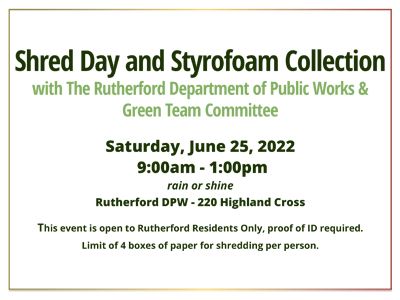 Shred Day and Styrofoam Collection
with The Rutherford Department of Public Works &
Green Team Committee
Saturday, June 25, 2022
9:00am - 1:00pm
rain or shine
Rutherford DPW - 220 Highland Cross
This event is open to Rutherford Residents Only, proof of ID required.
Limit of 4 boxes of paper for shredding per person.